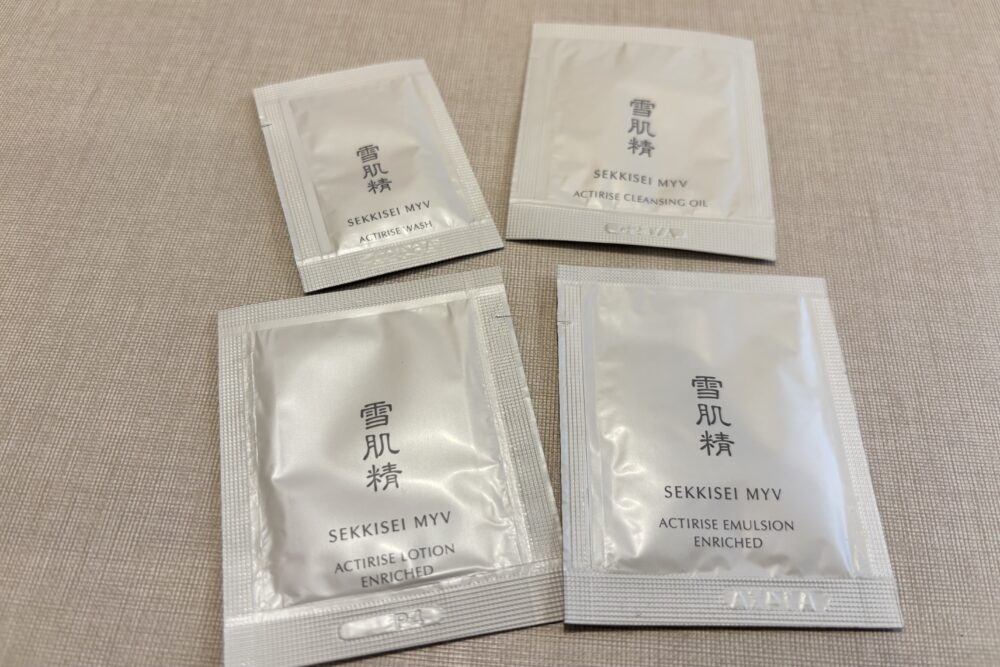 雪肌精
SEKKISEI MYV
ACTIRISE WASH
雪肌精
SEKKISEI MYV
ACTIRISE CLEANSING OIL
雪肌精
SEKKISEI MYV
ACTIRISE LOTION
ENRICHED
雪肌精
SEKKISEI MYV
ACTIRISE EMULSION
ENRICHED